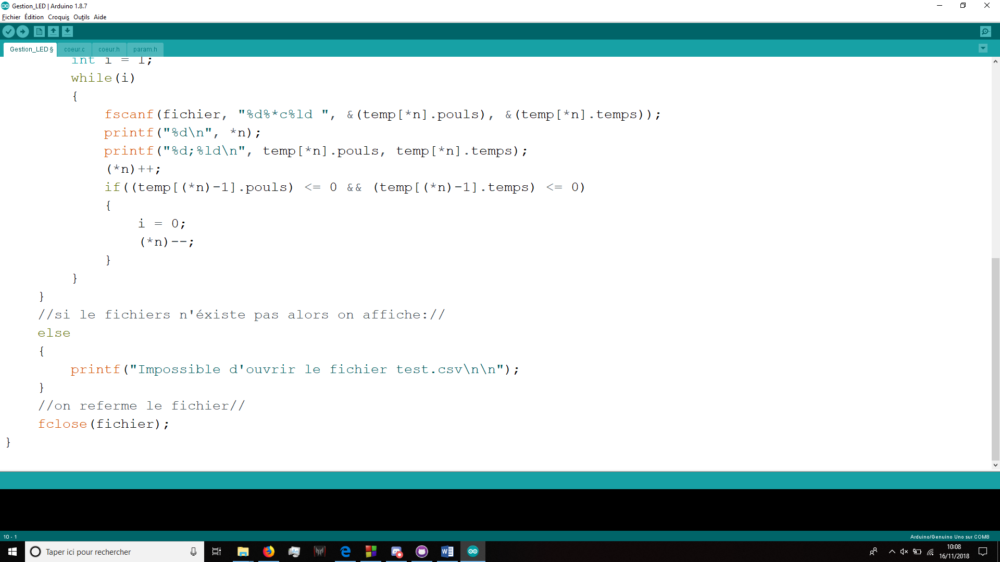 Gestion_LED | Arduino 1.8.7
Fichier Édition Croquis Outils Aide
Gestion_LED § coeur.c coeur.h param.h
int i = 1;
while(i)
{
fscanf(fichier, "%d%*c%ld ", &(temp[*n].pouls), &(temp[*n].temps));
printf("%d\n", *n);
printf("%d;%ld\n", temp[*n].pouls, temp[*n].temps);
(*n)++;
if((temp[(*n)-1].pouls) <= 0 && (temp[(*n)-1].temps) <= 0)
{
i = 0;
(*n)--;
}
}
}
//si le fichiers n'éxiste pas alors on affiche://
else
{
printf("Impossible d'ouvrir le fichier test.csv\n\n");
}
//on referme le fichier//
fclose(fichier);
}
10 - 1
Arduino/Genuino Uno sur COM8
Taper ici pour rechercher
10:08
16/11/2018